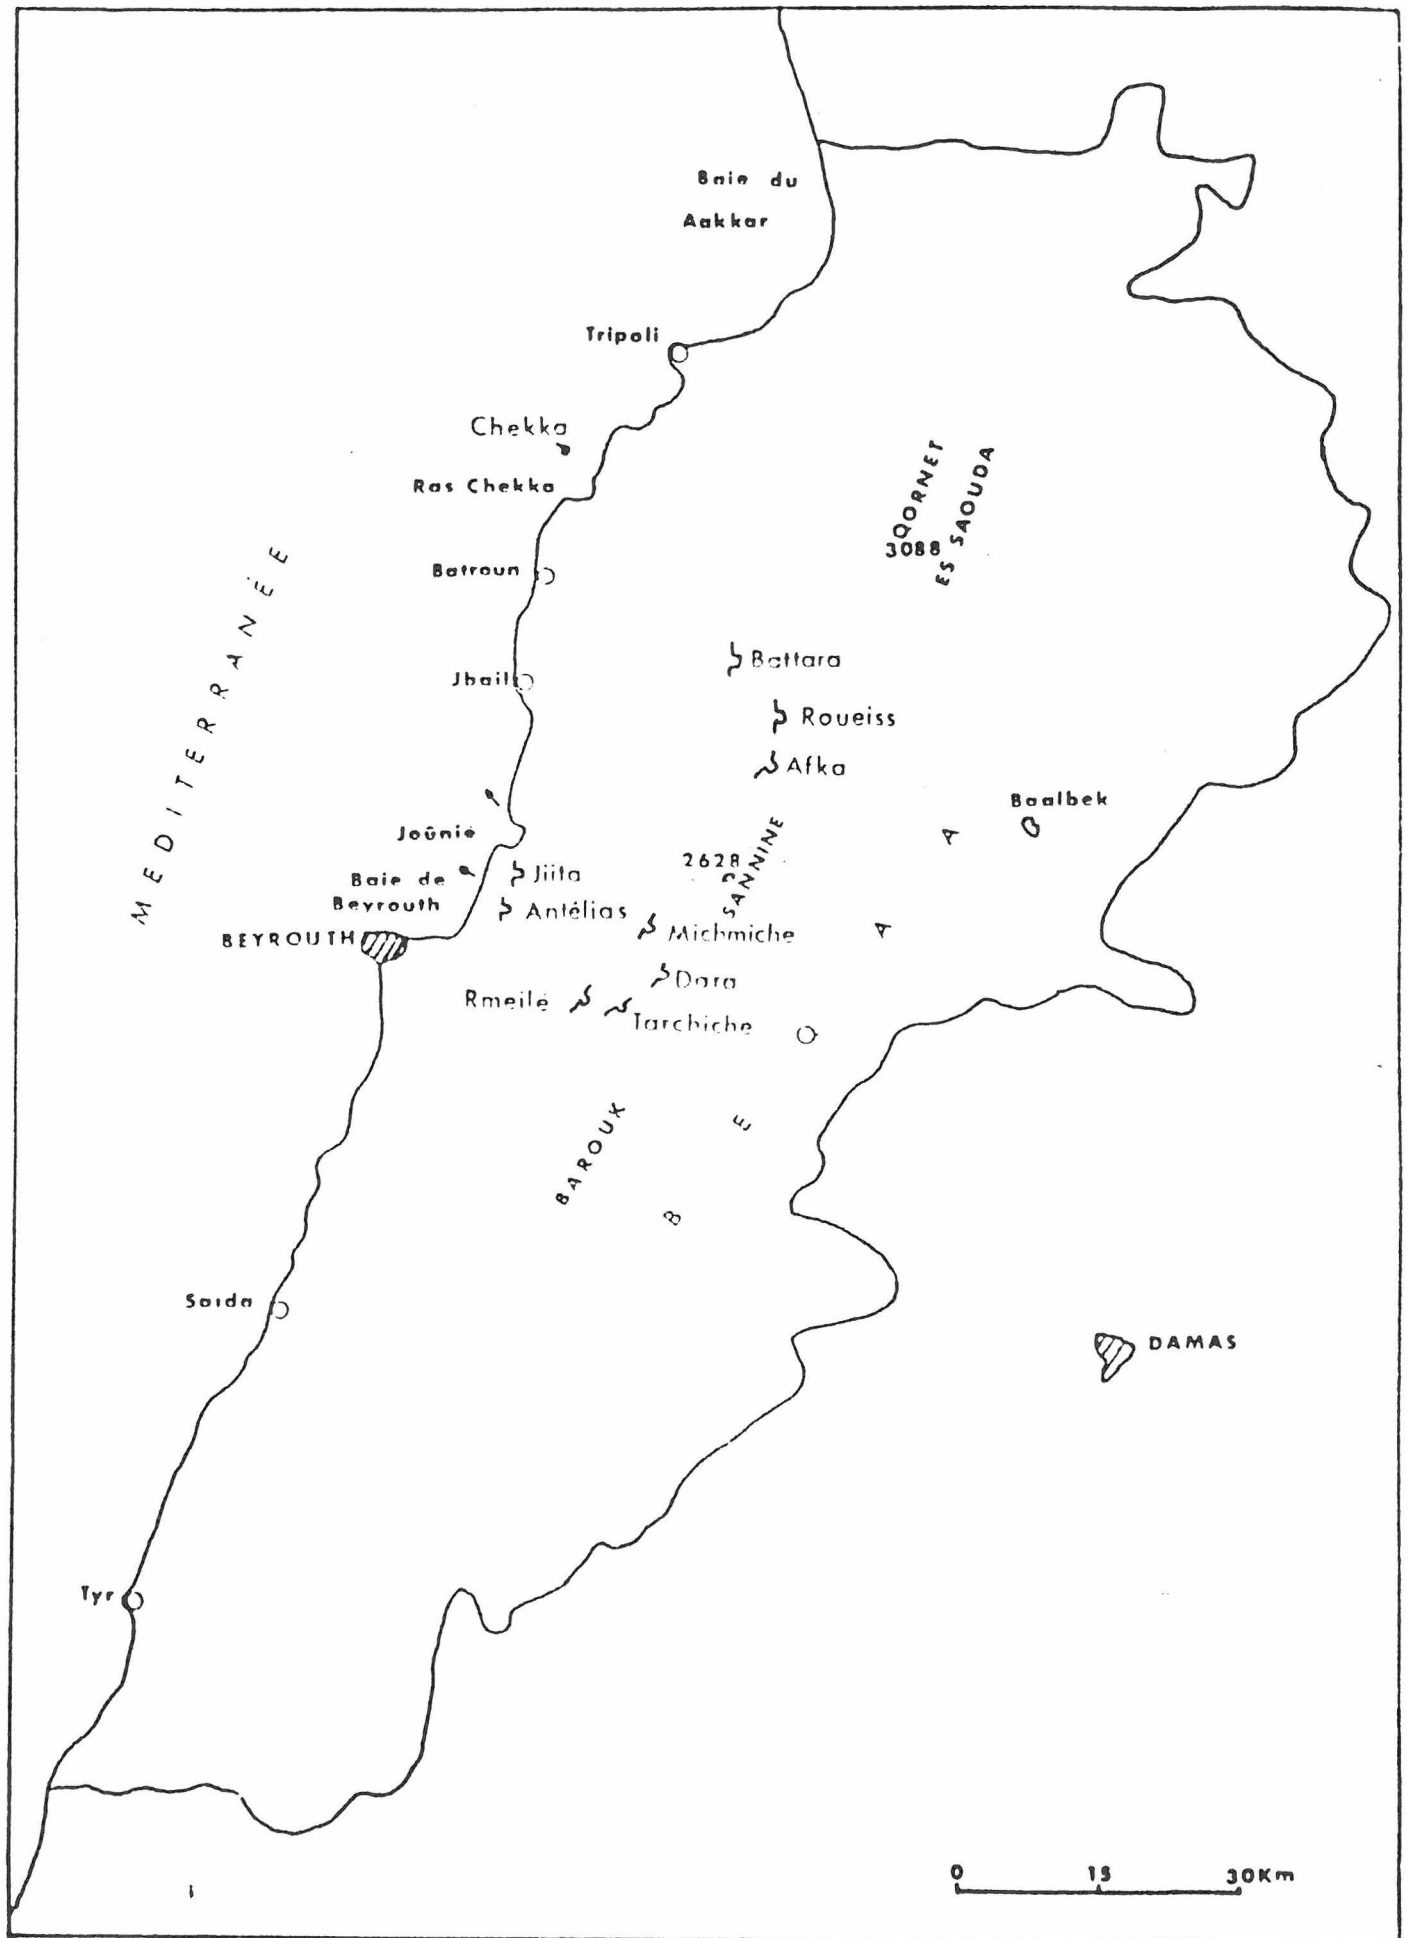 Baie du
Aakkar
Tripoli
Chekka
Ras Chekka
QORNET
ES SAOUDA
3088
Batroun
MEDITERRANÉE
Battara
Jbail
Roueiss
Afka
Baalbek
Joûnié
2628
SANNINE
Jiita
Baie de
Beyrouth
Antélias
Michmiche
BEYROUTH
Dara
Rmeilé
Tarchiche
BAROUK
B E A A
Saida
DAMAS
Tyr
0 15 30Km